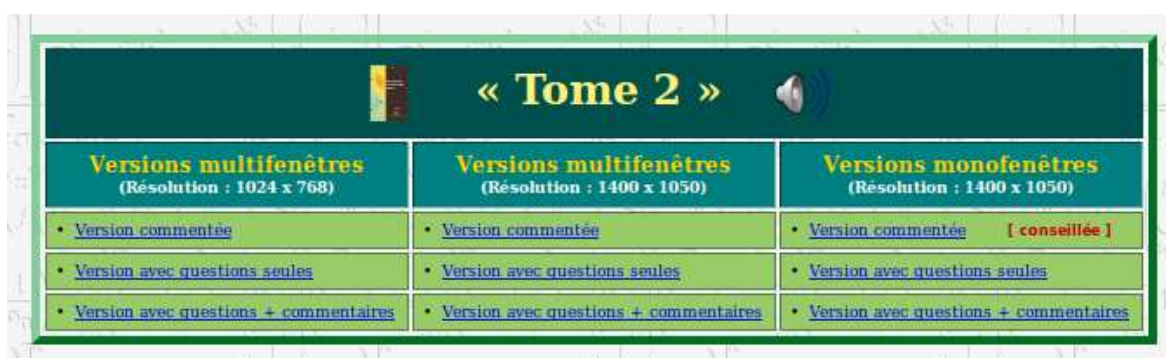 « Tome 2 »
Versions multifenêtres
(Résolution : 1024 x 768)
Versions multifenêtres
(Résolution : 1400 x 1050)
Versions monofenêtres
(Résolution : 1400 x 1050)
• Version commentée
• Version commentée
• Version commentée [ conseillée ]
• Version avec questions seules
• Version avec questions seules
• Version avec questions seules
• Version avec questions + commentaires
• Version avec questions + commentaires
• Version avec questions + commentaires